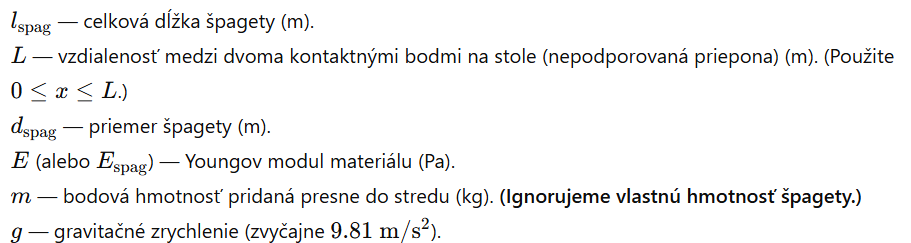 l_spag — celková dĺžka špagety (m).
L — vzdialenosť medzi dvoma kontaktnými bodmi na stole (nepodporovaná priepona) (m). (Použite
0 ≤ x ≤ L.)
d_spag — priemer špagety (m).
E (alebo E_spag) — Youngov modul materiálu (Pa).
m — bodová hmotnosť pridaná presne do stredu (kg). (Ignorujeme vlastnú hmotnosť špagety.)
g — gravitačné zrychlenie (zvyčajne 9.81 m/s²).